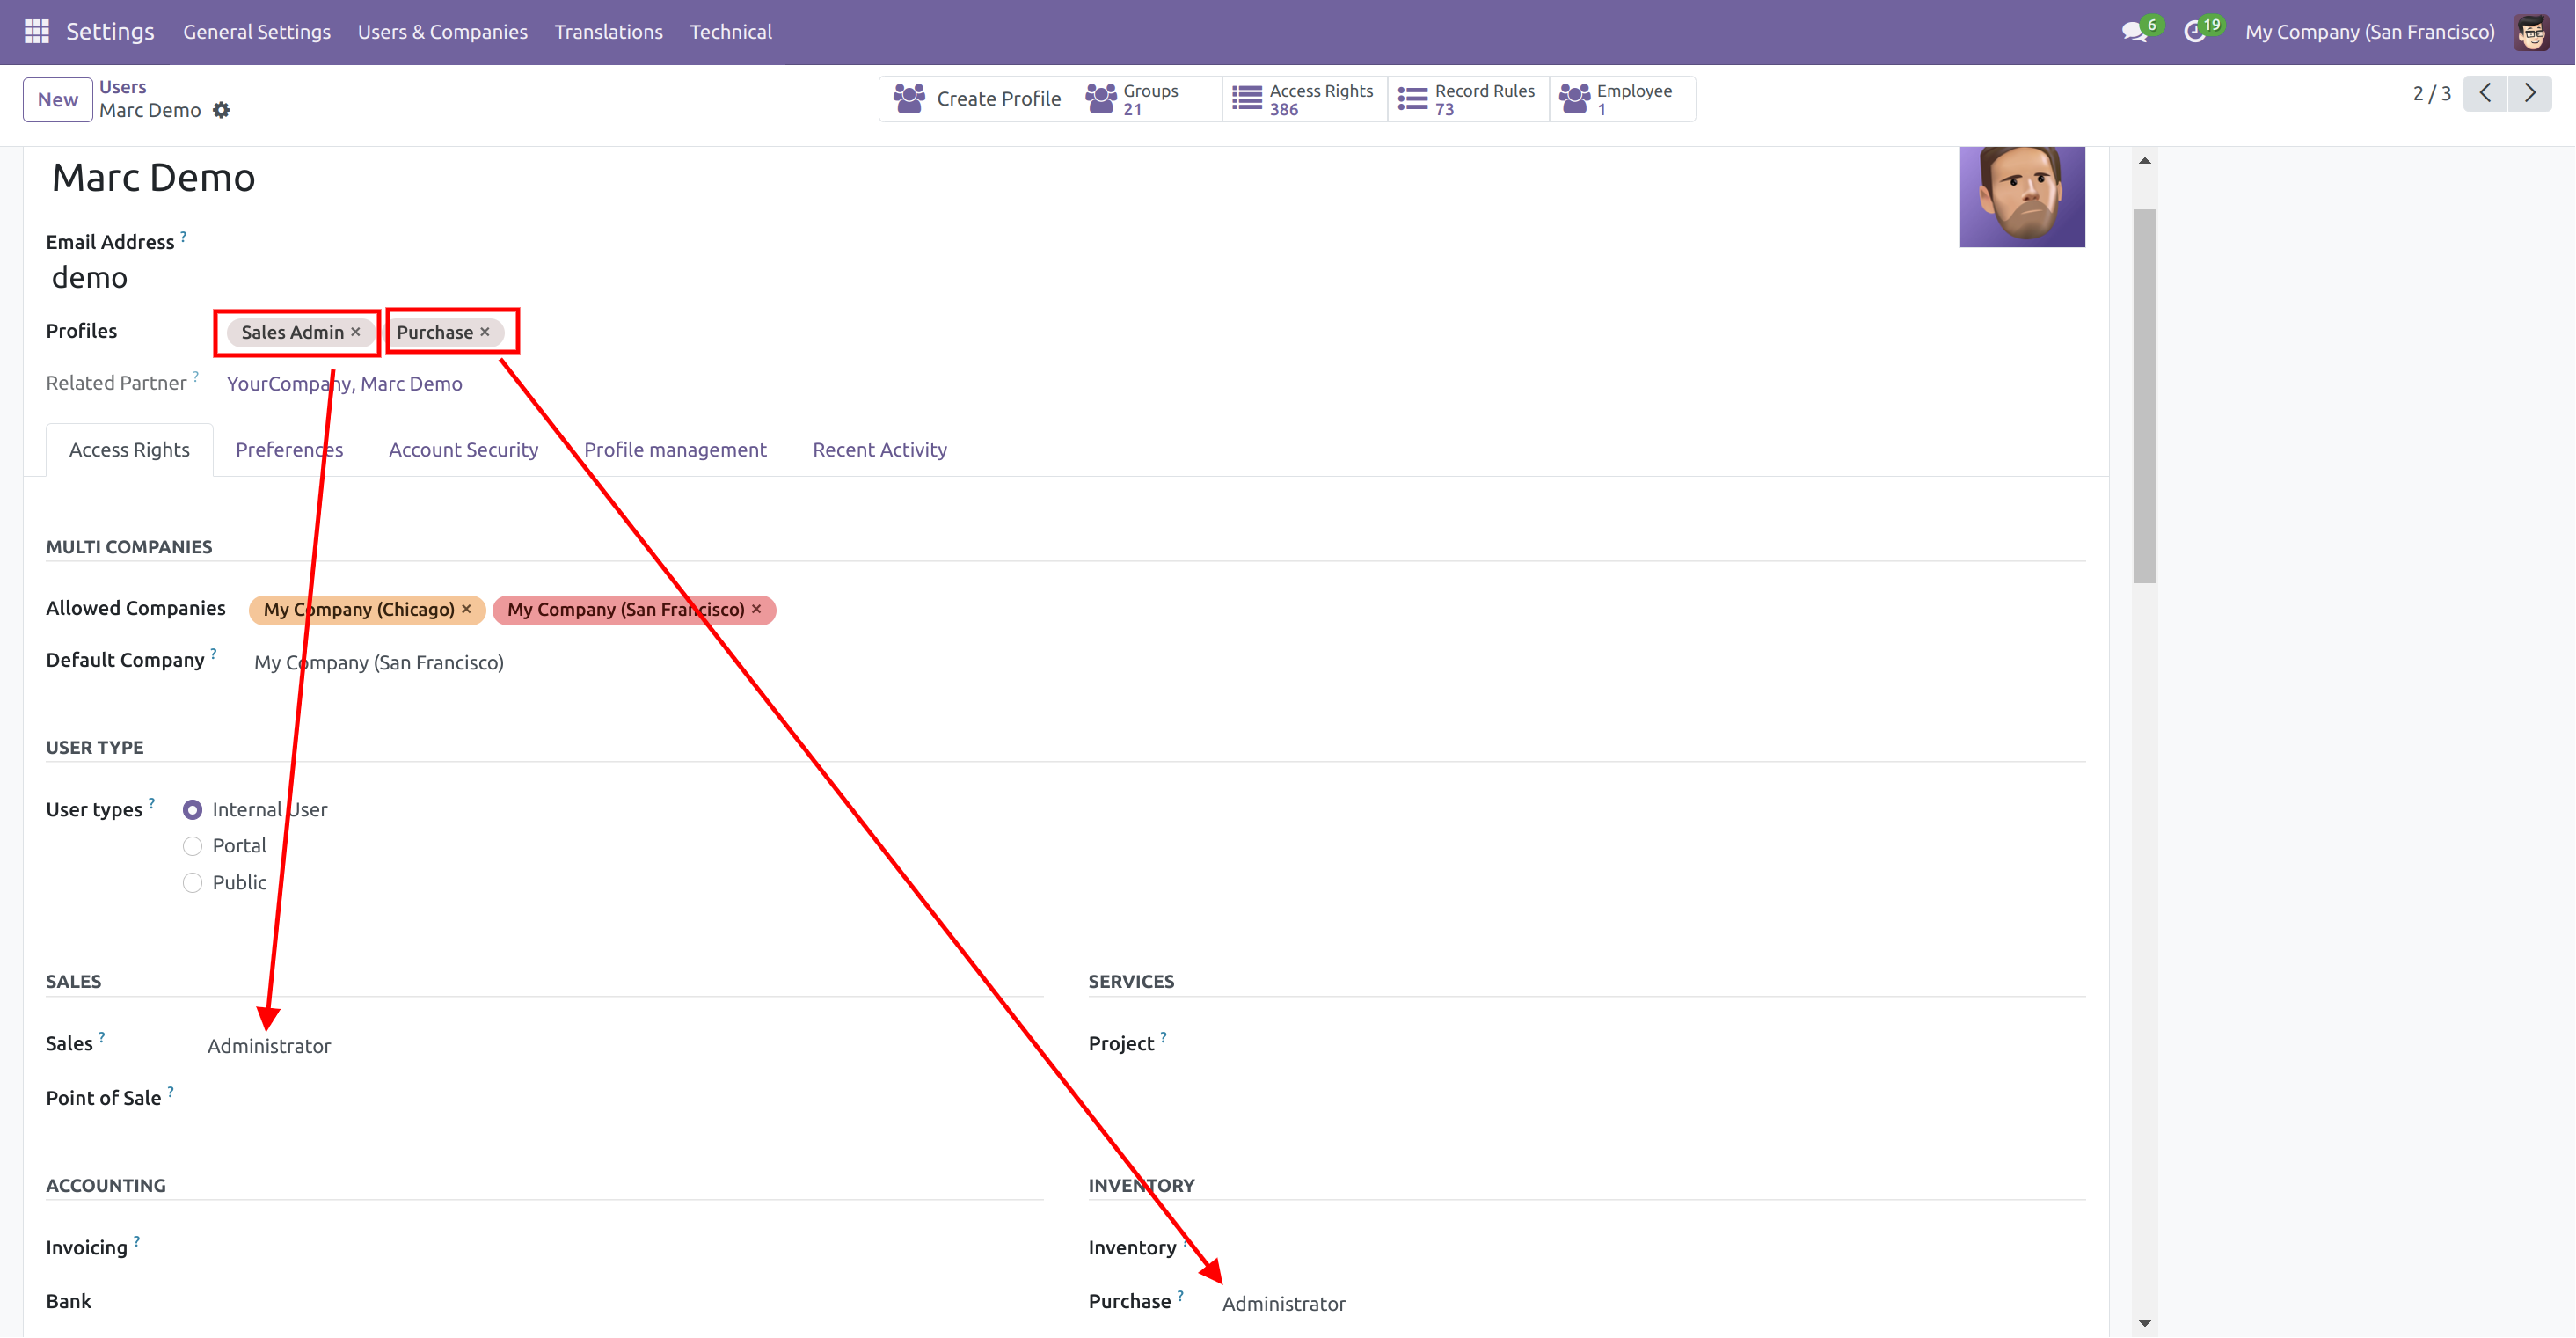 Settings General Settings Users & Companies Translations Technical 6 19 My Company (San Francisco)
New Users Create Profile Groups 21 Access Rights 386 Record Rules 73 Employee 1 2 / 3
Marc Demo
Marc Demo
Email Address ?
demo
Profiles Sales Admin × Purchase ×
Related Partner ? YourCompany, Marc Demo
Access Rights Preferences Account Security Profile management Recent Activity
MULTI COMPANIES
Allowed Companies My Company (Chicago) × My Company (San Francisco) ×
Default Company ? My Company (San Francisco)
USER TYPE
User types ? Internal User
Portal
Public
SALES SERVICES
Sales ? Administrator Project ?
Point of Sale ?
ACCOUNTING INVENTORY
Invoicing ? Inventory ?
Bank Purchase ? Administrator